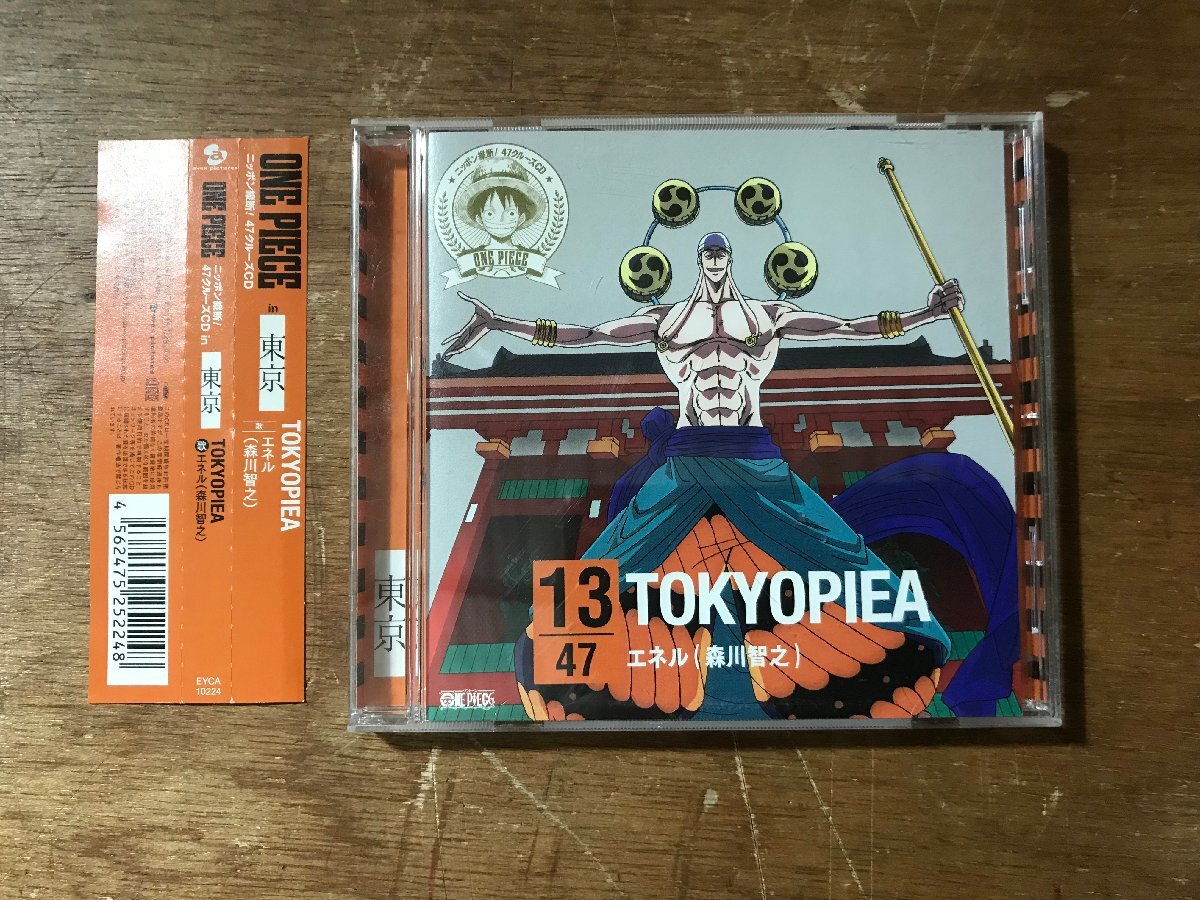 ONE PIECE
ニッポン縦断! 47クルーズCD
in
東京
TOKYOPIEA
歌
エネル
(森川智之)
a
avex pictures
ONE PIECE
ニッポン縦断!
47クルーズCD in
東京
TOKYOPIEA
歌 エネル(森川智之)
4 562475 252248
EYCA
10224
東京
★ニッポン縦断! 47クルーズCD★
ONE PIECE
13
47
TOKYOPIEA
エネル(森川智之)
ONE PIECE